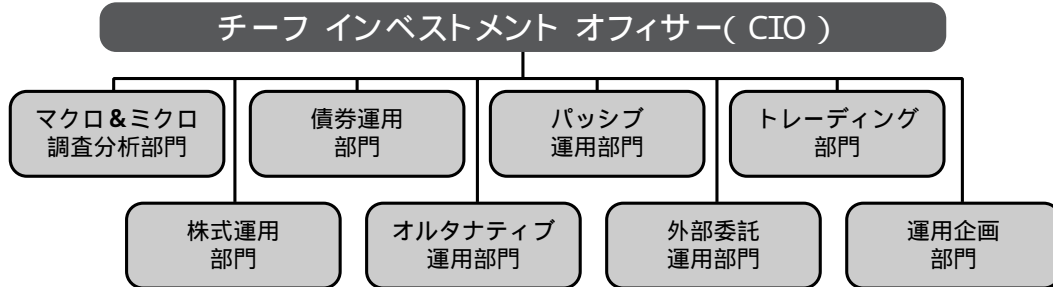 チーフ インベストメント オフィサー( CIO )
マクロ&ミクロ
調査分析部門
債券運用
部門
パッシブ
運用部門
トレーディング
部門
株式運用
部門
オルタナティブ
運用部門
外部委託
運用部門
運用企画
部門